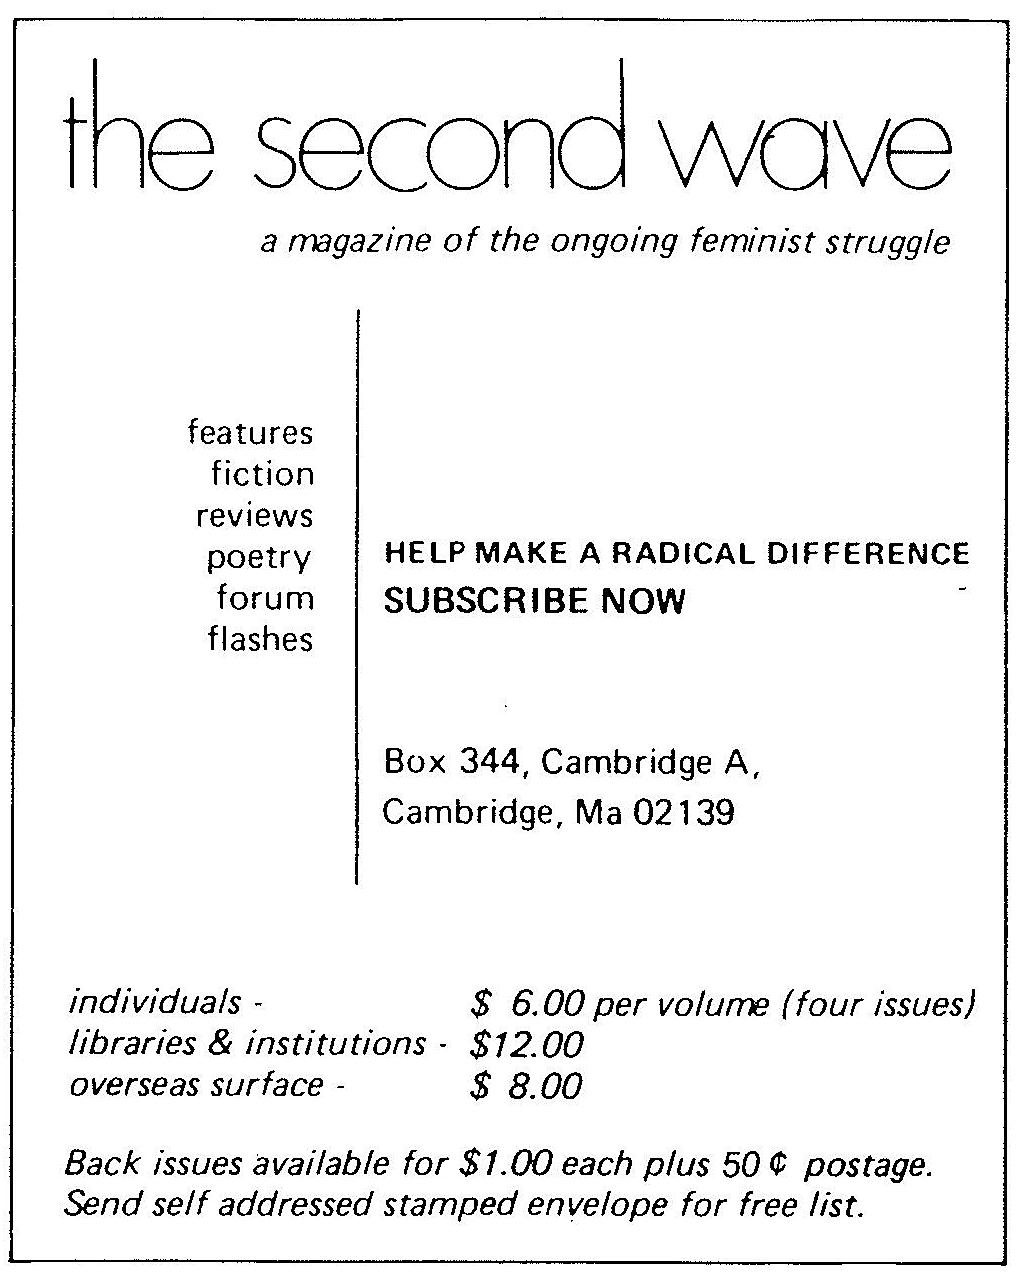 the second wave
a magazine of the ongoing feminist struggle
features
fiction
reviews
poetry
forum
flashes
HELP MAKE A RADICAL DIFFERENCE
SUBSCRIBE NOW
Box 344, Cambridge A,
Cambridge, Ma 02139
individuals - $ 6.00 per volume (four issues)
libraries & institutions - $12.00
overseas surface - $ 8.00
Back issues available for $1.00 each plus 50 ¢ postage.
Send self addressed stamped envelope for free list.